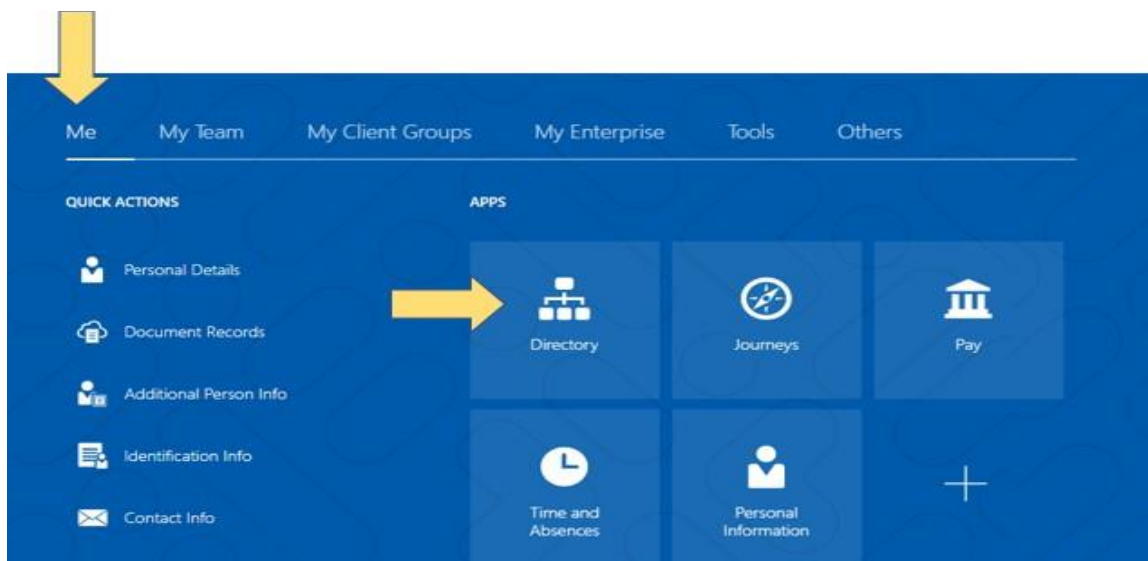 Me My Team My Client Groups My Enterprise Tools Others
QUICK ACTIONS
Personal Details
Document Records
Additional Person Info
Identification Info
Contact Info
APPS
Directory
Journeys
Pay
Time and
Absences
Personal
Information